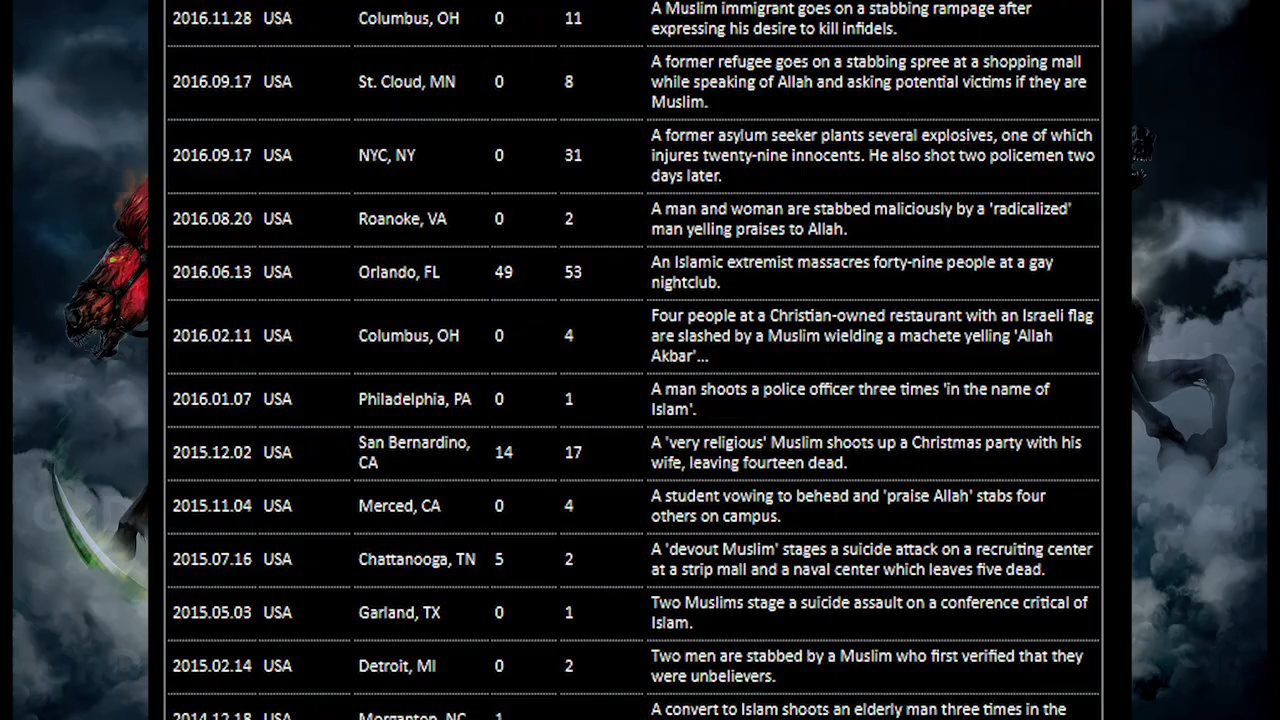 2016.11.28 USA Columbus, OH 0 11 A Muslim immigrant goes on a stabbing rampage after
expressing his desire to kill infidels.
2016.09.17 USA St. Cloud, MN 0 8 A former refugee goes on a stabbing spree at a shopping mall
while speaking of Allah and asking potential victims if they are
Muslim.
2016.09.17 USA NYC, NY 0 31 A former asylum seeker plants several explosives, one of which
injures twenty-nine innocents. He also shot two policemen two
days later.
2016.08.20 USA Roanoke, VA 0 2 A man and woman are stabbed maliciously by a 'radicalized'
man yelling praises to Allah.
2016.06.13 USA Orlando, FL 49 53 An Islamic extremist massacres forty-nine people at a gay
nightclub.
2016.02.11 USA Columbus, OH 0 4 Four people at a Christian-owned restaurant with an Israeli flag
are slashed by a Muslim wielding a machete yelling 'Allah
Akbar'...
2016.01.07 USA Philadelphia, PA 0 1 A man shoots a police officer three times 'in the name of
Islam'.
2015.12.02 USA San Bernardino, CA 14 17 A 'very religious' Muslim shoots up a Christmas party with his
wife, leaving fourteen dead.
2015.11.04 USA Merced, CA 0 4 A student vowing to behead and 'praise Allah' stabs four
others on campus.
2015.07.16 USA Chattanooga, TN 5 2 A 'devout Muslim' stages a suicide attack on a recruiting center
at a strip mall and a naval center which leaves five dead.
2015.05.03 USA Garland, TX 0 1 Two Muslims stage a suicide assault on a conference critical of
Islam.
2015.02.14 USA Detroit, MI 0 2 Two men are stabbed by a Muslim who first verified that they
were unbelievers.
2014.12.18 USA Morganton, NC 1 A convert to Islam shoots an elderly man three times in the